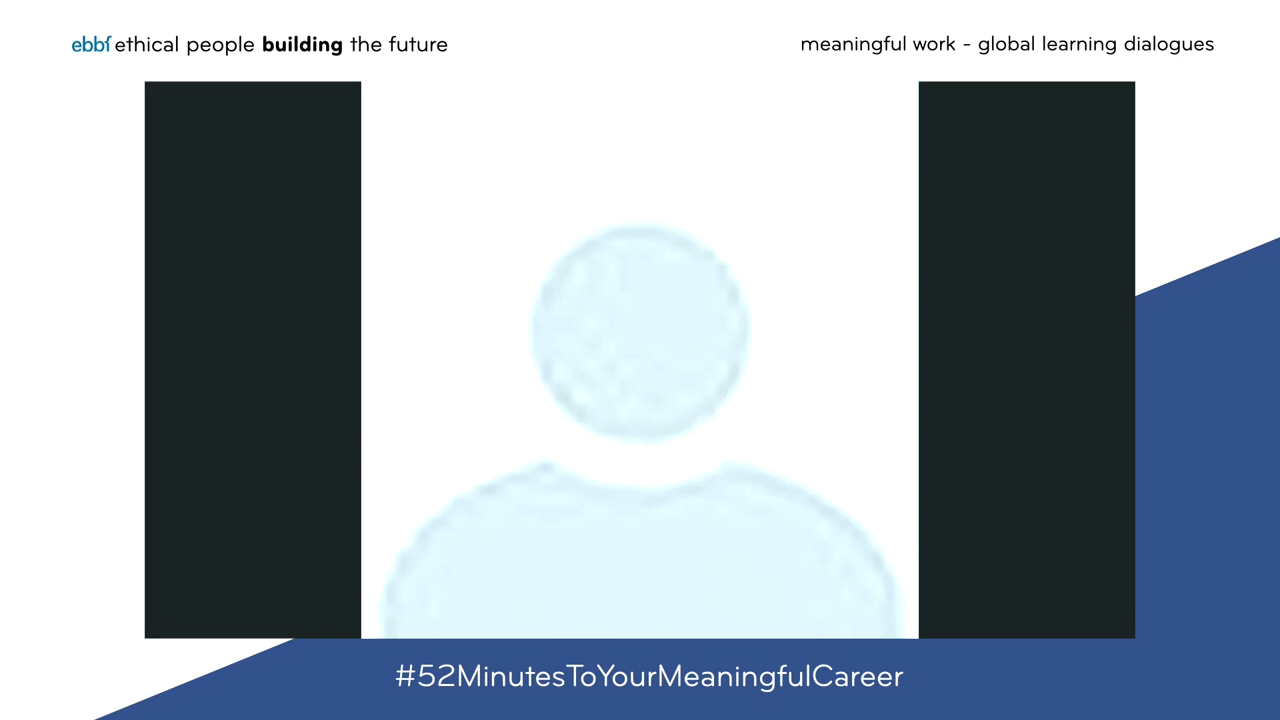 ebbf ethical people building the future
meaningful work - global learning dialogues
#52MinutesToYourMeaningfulCareer